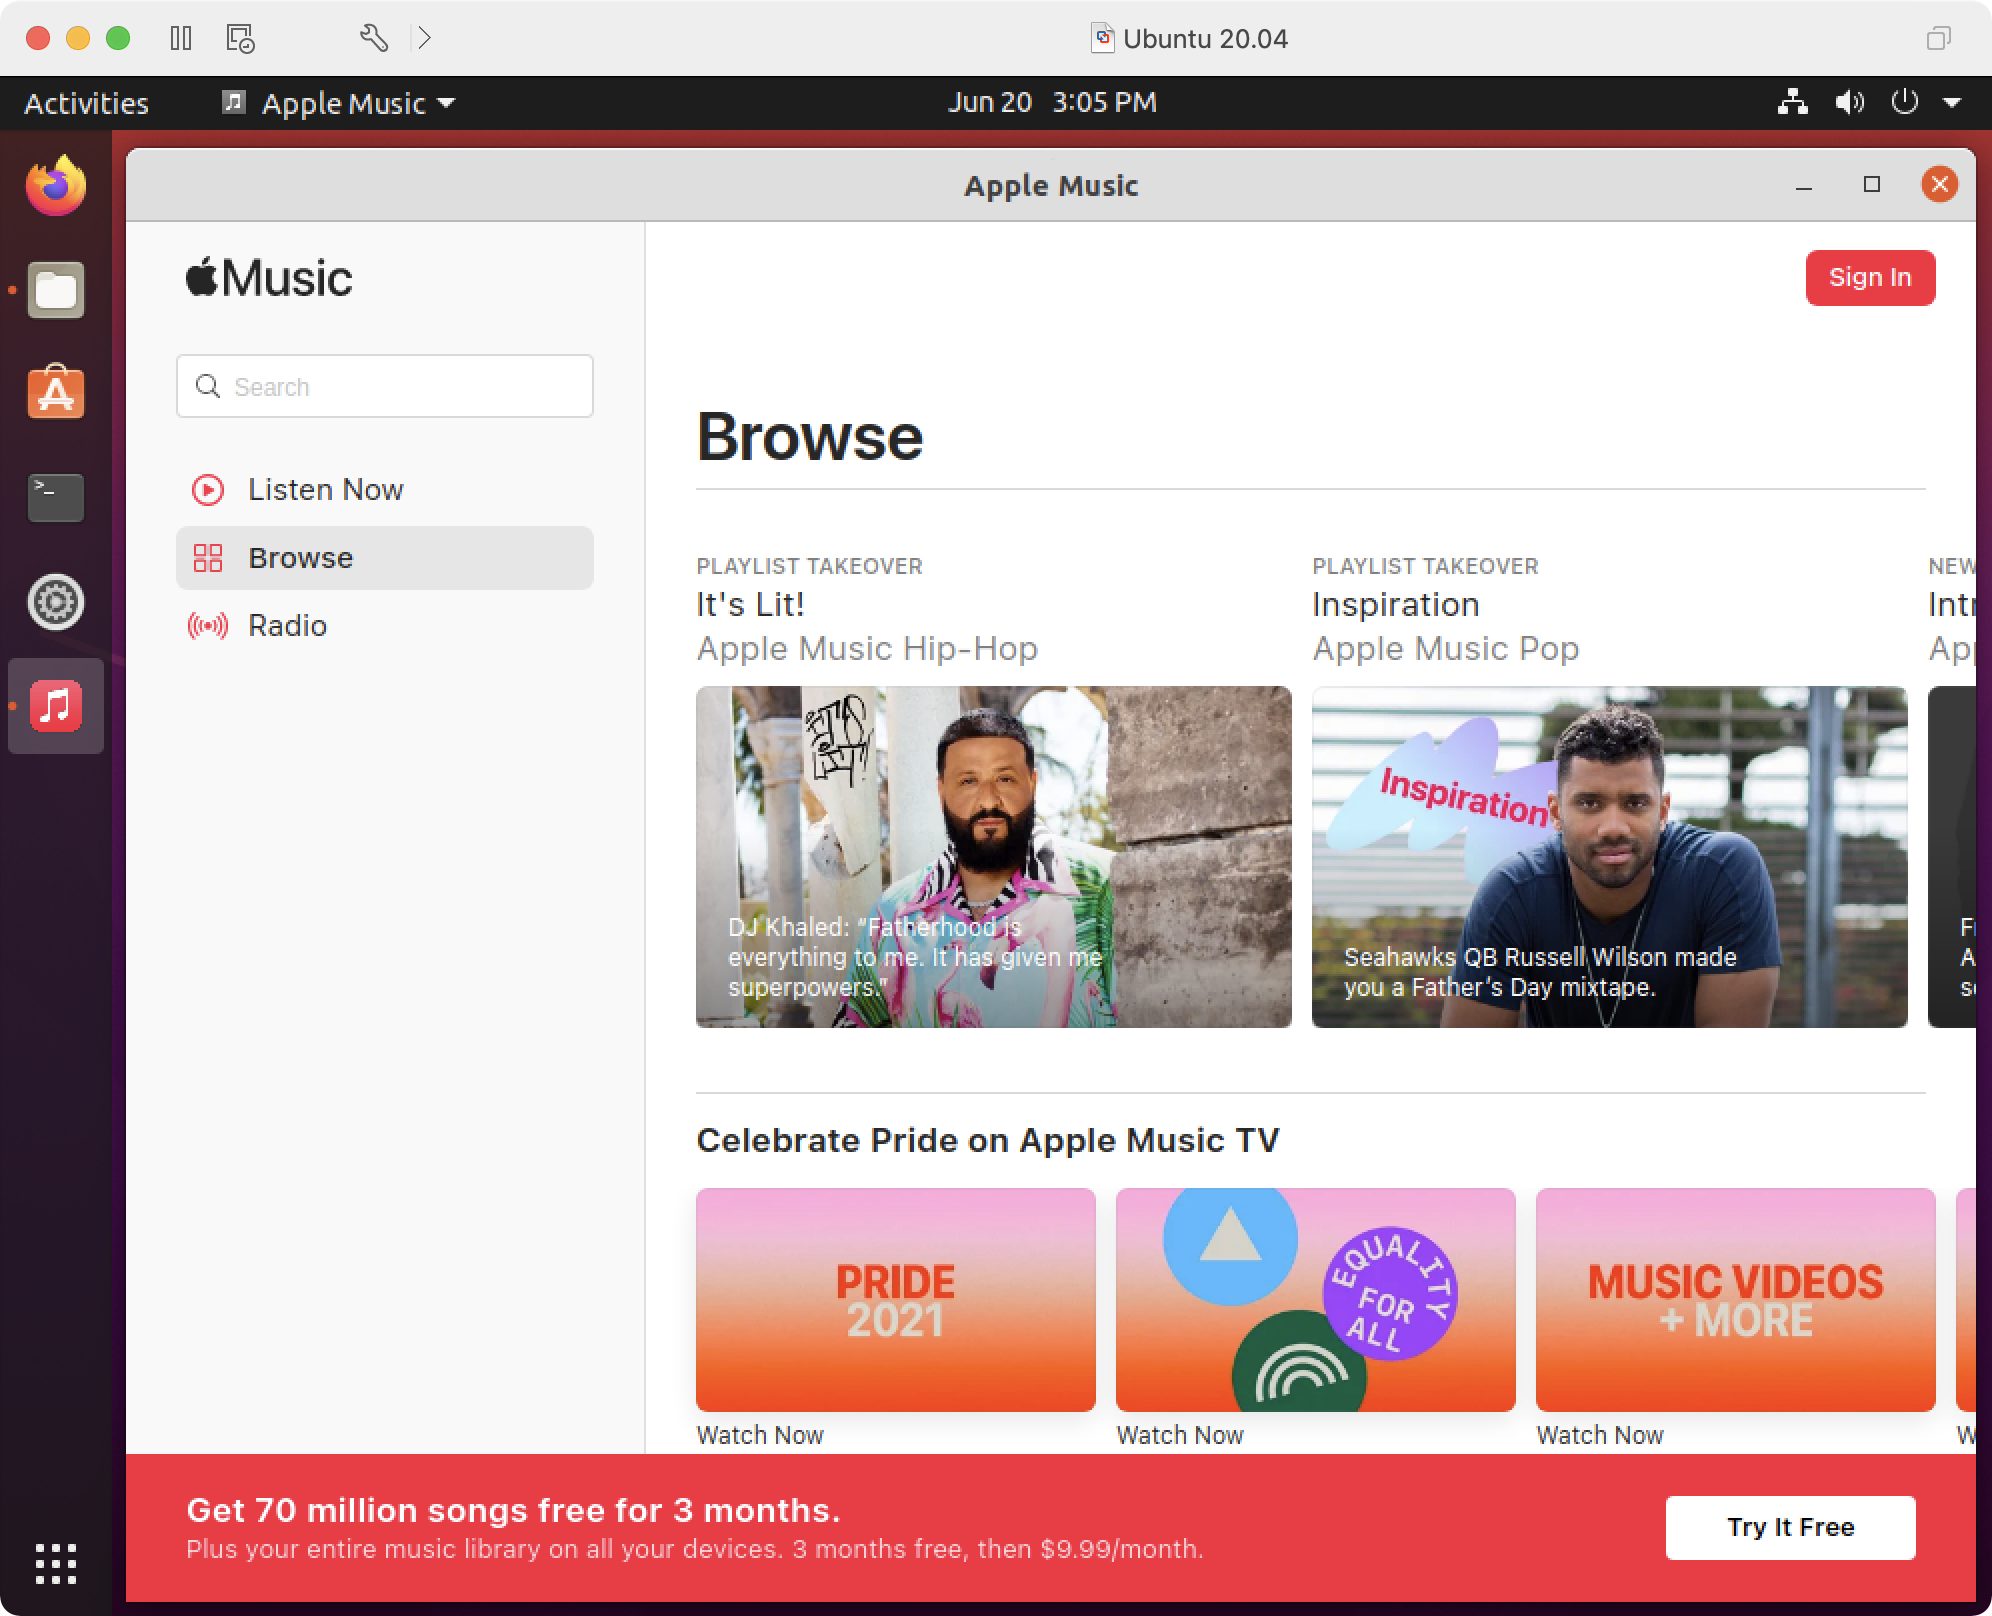 Ubuntu 20.04
Activities
Apple Music
Jun 20 3:05 PM
Apple Music
Music
Sign In
Search
Listen Now
Browse
Radio
Browse
PLAYLIST TAKEOVER
It's Lit!
Apple Music Hip-Hop
PLAYLIST TAKEOVER
Inspiration
Apple Music Pop
NEW
IT'S
LIT!
DJ Khaled: “Fatherhood is
everything to me. It has given me
superpowers.”
Inspiration
Seahawks QB Russell Wilson made
you a Father’s Day mixtape.
Celebrate Pride on Apple Music TV
PRIDE
2021
EQUALITY
FOR
ALL
MUSIC VIDEOS
+ MORE
Watch Now
Watch Now
Watch Now
Get 70 million songs free for 3 months.
Plus your entire music library on all your devices. 3 months free, then $9.99/month.
Try It Free